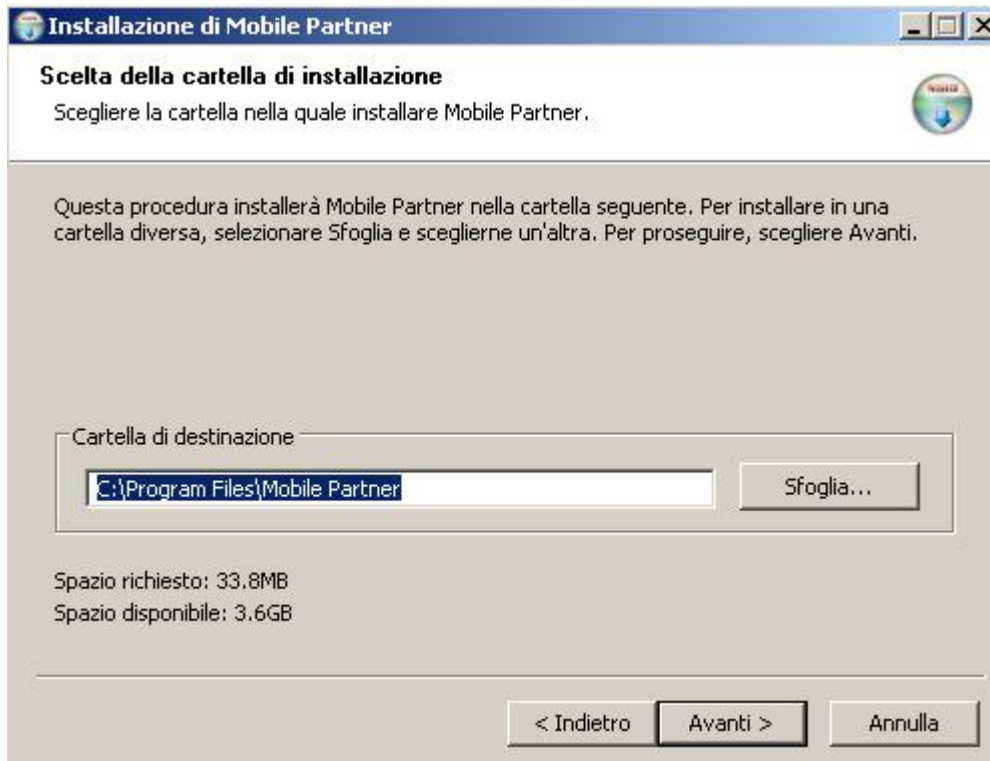 Installazione di Mobile Partner
Scelta della cartella di installazione
Scegliere la cartella nella quale installare Mobile Partner.
Questa procedura installerà Mobile Partner nella cartella seguente. Per installare in una
cartella diversa, selezionare Sfoglia e sceglierne un'altra. Per proseguire, scegliere Avanti.
Cartella di destinazione
C:\Program Files\Mobile Partner
Sfoglia...
Spazio richiesto: 33.8MB
Spazio disponibile: 3.6GB
< Indietro
Avanti >
Annulla